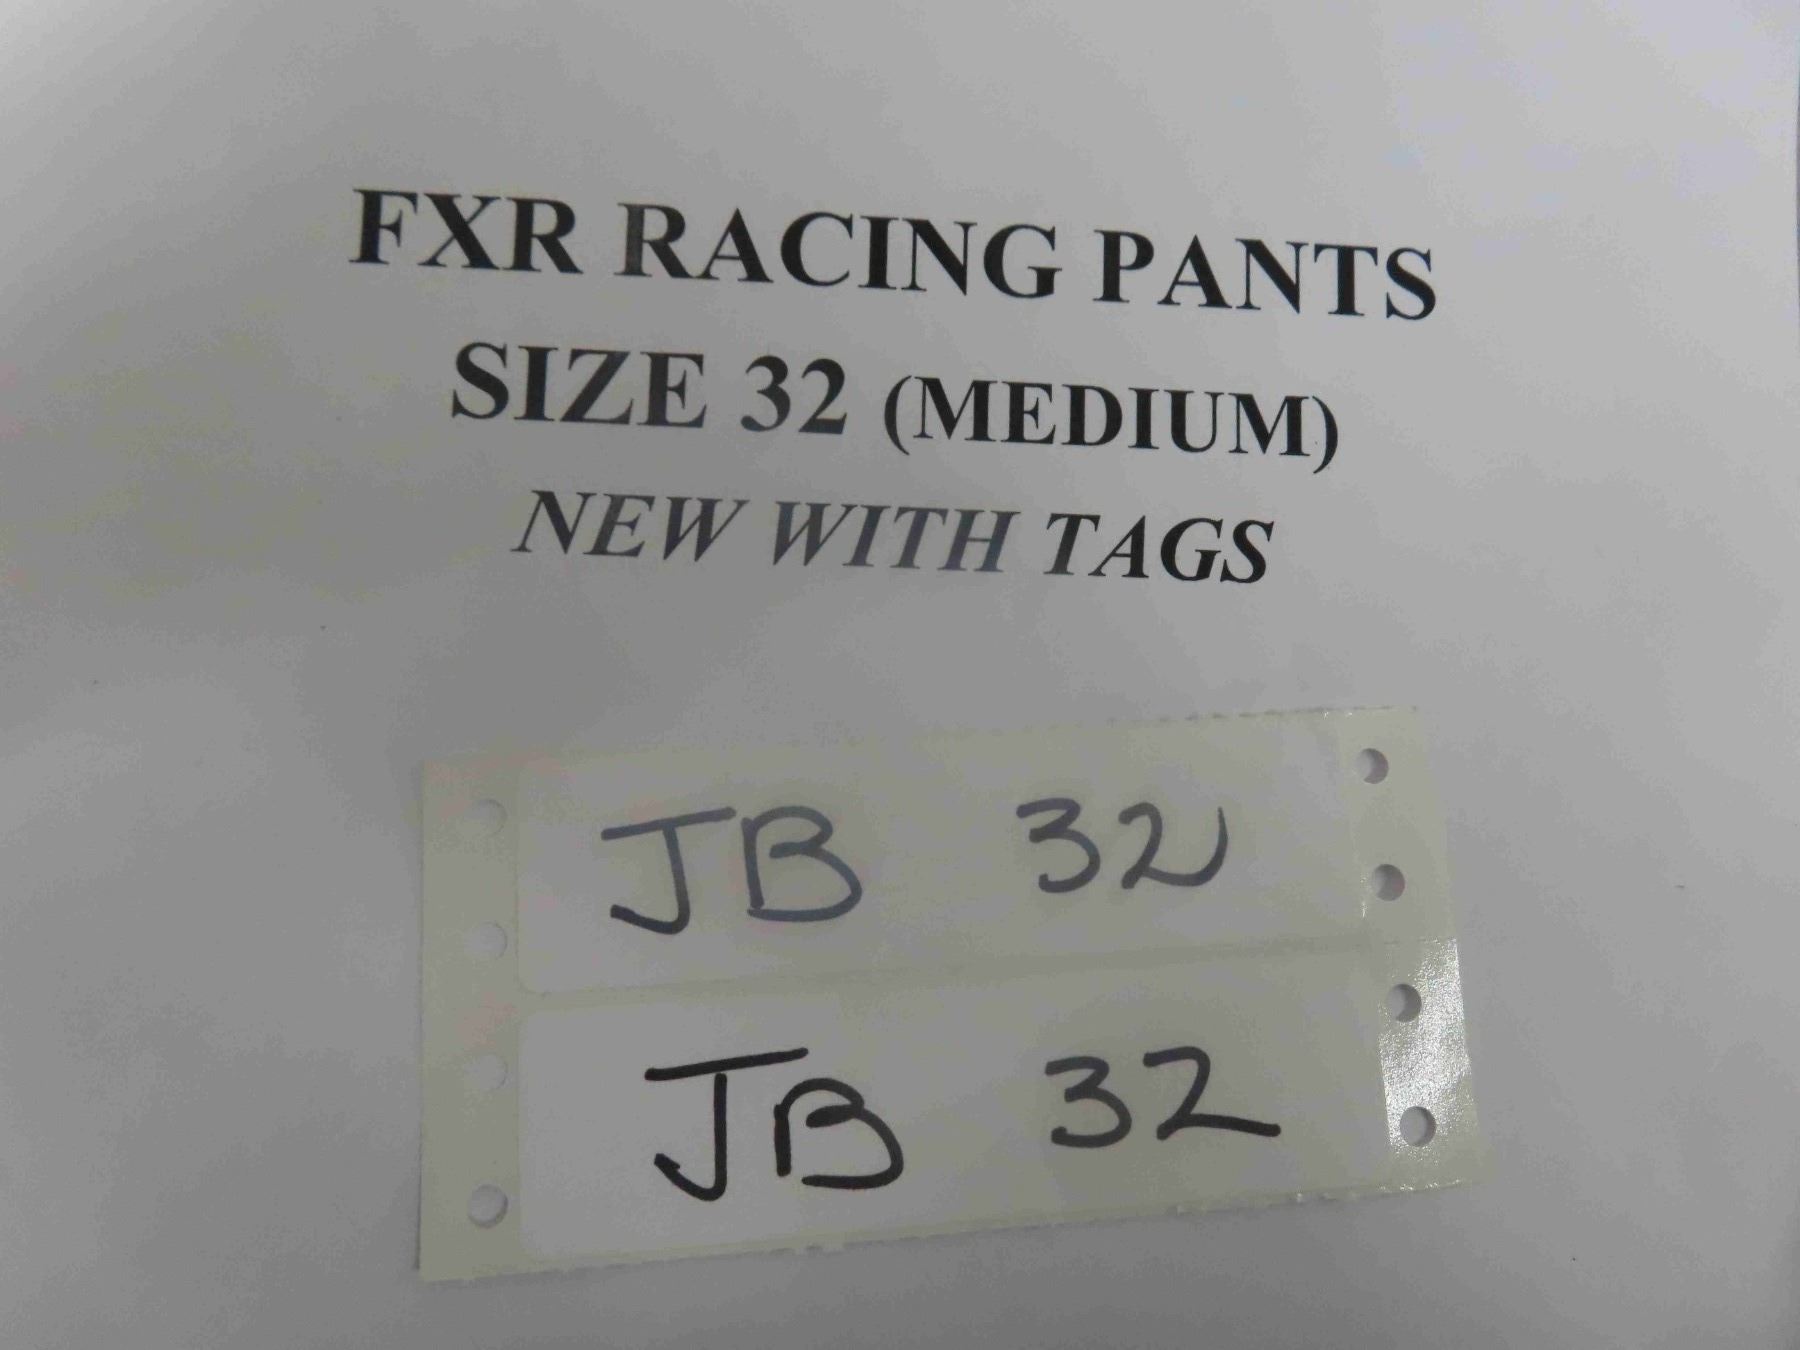 FXR RACING PANTS
SIZE 32 (MEDIUM)
NEW WITH TAGS
JB 32
JB 32